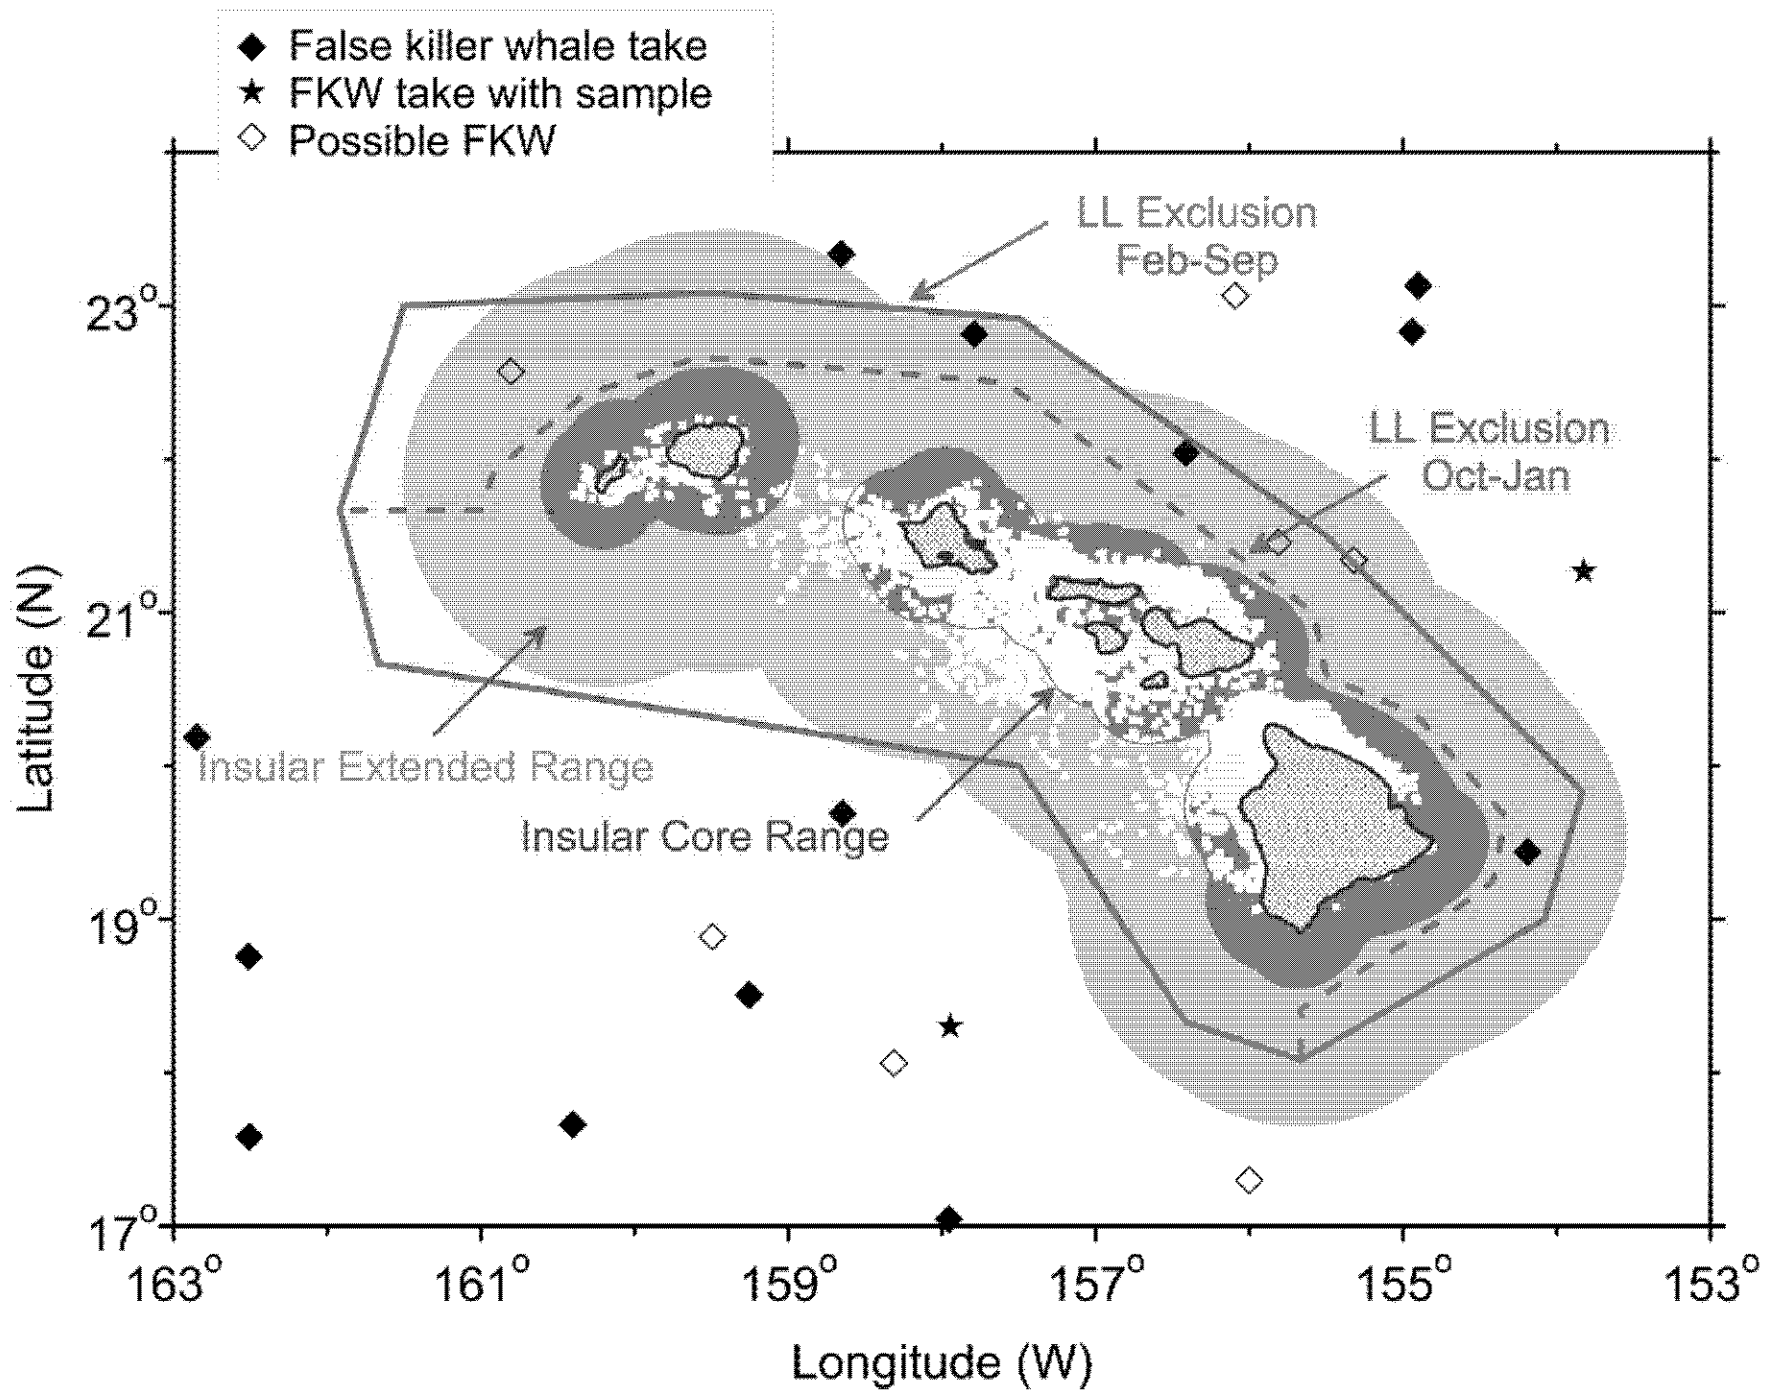 False killer whale take
FKW take with sample
Possible FKW
LL Exclusion
Feb-Sep
LL Exclusion
Oct-Jan
Insular Extended Range
Insular Core Range
23°
21°
19°
17°
Latitude (N)
163°
161°
159°
157°
155°
153°
Longitude (W)